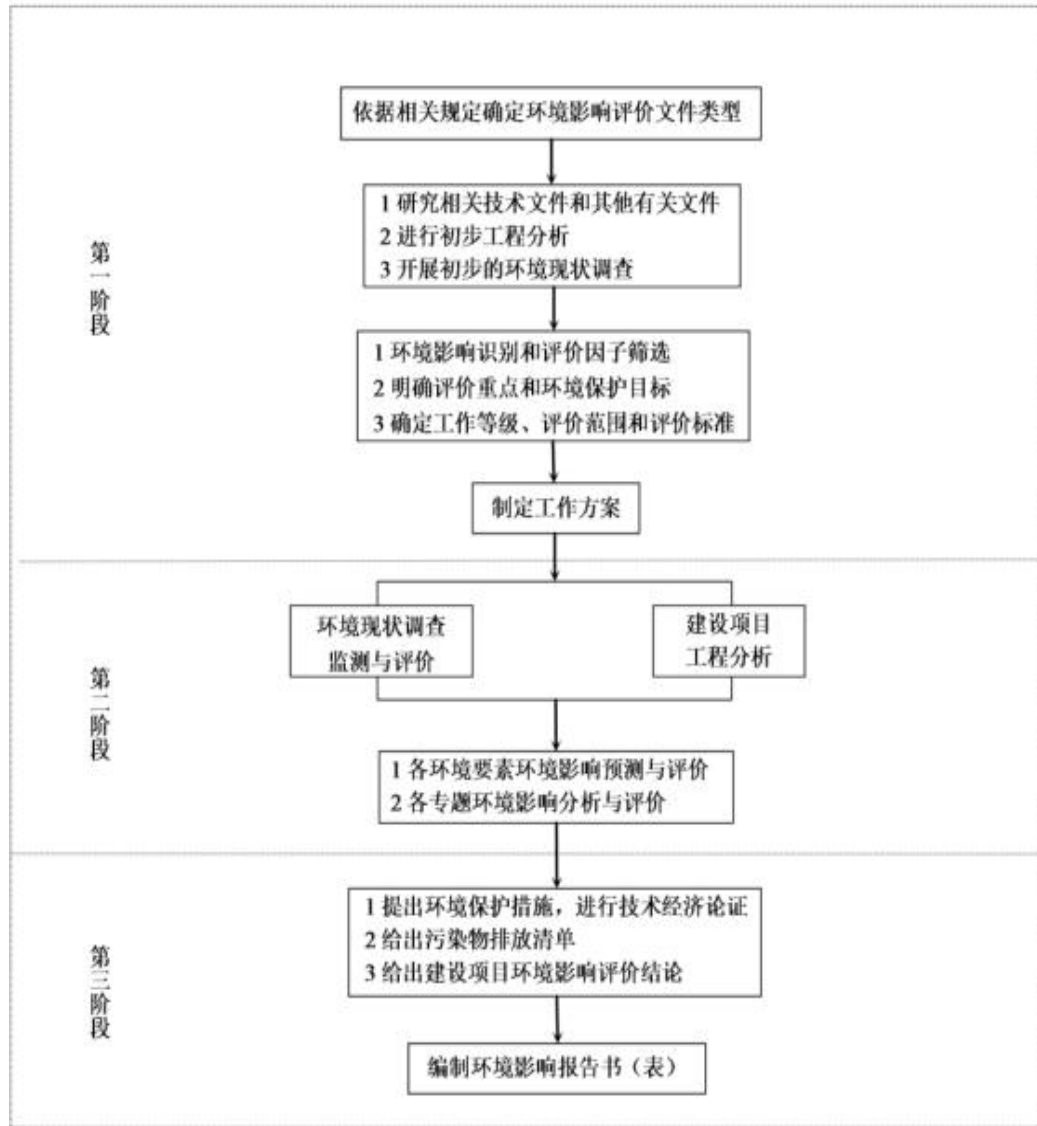 依据相关规定确定环境影响评价文件类型
第一阶段
1 研究相关技术文件和其他有关文件
2 进行初步工程分析
3 开展初步的环境现状调查
1 环境影响识别和评价因子筛选
2 明确评价重点和环境保护目标
3 确定工作等级、评价范围和评价标准
制定工作方案
第二阶段
环境现状调查
监测与评价
建设项目
工程分析
1 各环境要素环境影响预测与评价
2 各专题环境影响分析与评价
第三阶段
1 提出环境保护措施，进行技术经济论证
2 给出污染物排放清单
3 给出建设项目环境影响评价结论
编制环境影响报告书（表）